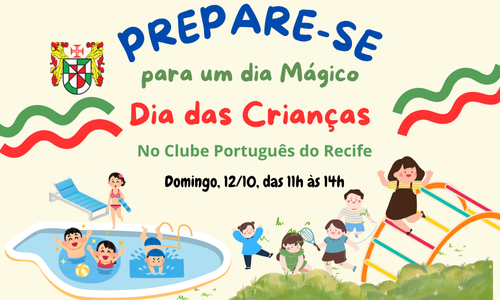 PREPARE-SE
para um dia Mágico
Dia das Crianças
No Clube Português do Recife
Domingo, 12/10, das 11h às 14h